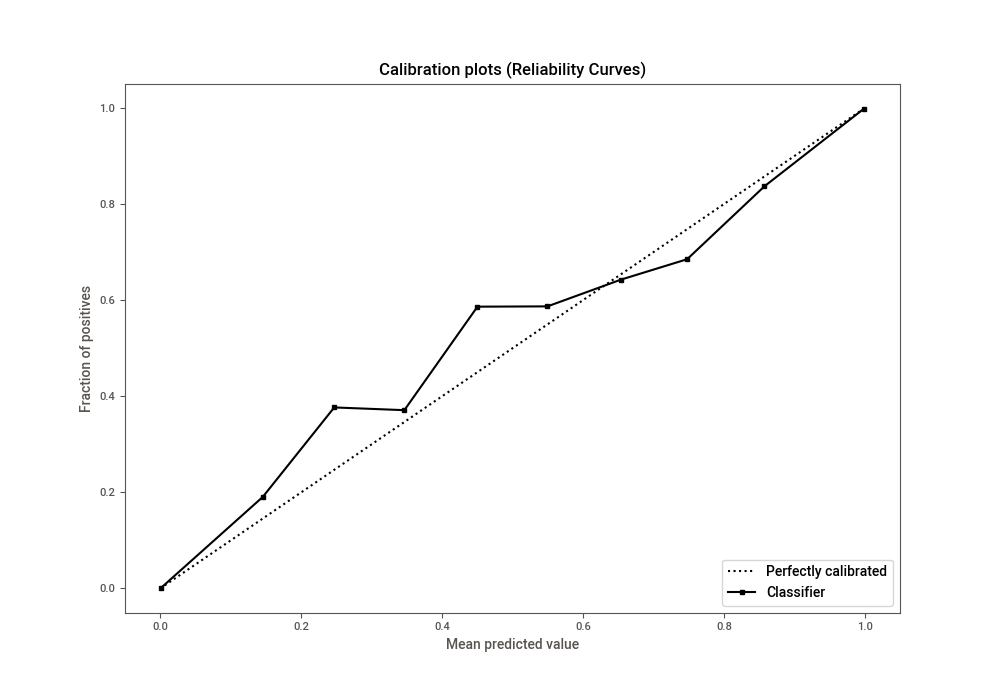 Calibration plots (Reliability Curves)
1.0
0.8
0.6
0.4
0.2
0.0
Fraction of positives
0.0 0.2 0.4 0.6 0.8 1.0
Mean predicted value
Perfectly calibrated
Classifier